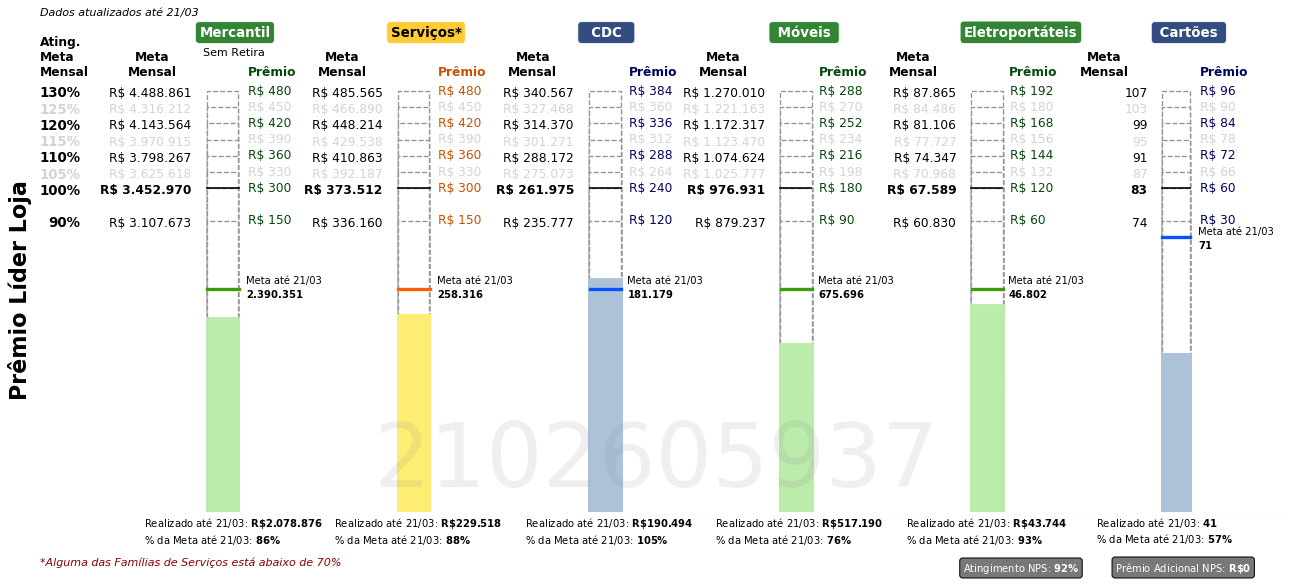 Dados atualizados até 21/03
Mercantil Serviços* CDC Móveis Eletroportáteis Cartões
Sem Retira
Ating. Meta Mensal Meta Mensal Prêmio Meta Mensal Prêmio Meta Mensal Prêmio Meta Mensal Prêmio Meta Mensal Prêmio Meta Mensal Prêmio
130% R$ 4.488.861 R$ 480 R$ 485.565 R$ 480 R$ 340.567 R$ 384 R$ 1.270.010 R$ 288 R$ 87.865 R$ 192 107 R$ 96
125% R$ 4.316.212 R$ 450 R$ 466.890 R$ 450 R$ 327.468 R$ 360 R$ 1.221.163 R$ 270 R$ 84.486 R$ 180 103 R$ 90
120% R$ 4.143.564 R$ 420 R$ 448.214 R$ 420 R$ 314.370 R$ 336 R$ 1.172.317 R$ 252 R$ 81.106 R$ 168 99 R$ 84
115% R$ 3.970.915 R$ 390 R$ 429.538 R$ 390 R$ 301.271 R$ 312 R$ 1.123.470 R$ 234 R$ 77.727 R$ 156 95 R$ 78
110% R$ 3.798.267 R$ 360 R$ 410.863 R$ 360 R$ 288.172 R$ 288 R$ 1.074.624 R$ 216 R$ 74.347 R$ 144 91 R$ 72
105% R$ 3.625.618 R$ 330 R$ 392.187 R$ 330 R$ 275.073 R$ 264 R$ 1.025.777 R$ 198 R$ 70.968 R$ 132 87 R$ 66
100% R$ 3.452.970 R$ 300 R$ 373.512 R$ 300 R$ 261.975 R$ 240 R$ 976.931 R$ 180 R$ 67.589 R$ 120 83 R$ 60
90% R$ 3.107.673 R$ 150 R$ 336.160 R$ 150 R$ 235.777 R$ 120 R$ 879.237 R$ 90 R$ 60.830 R$ 60 74 R$ 30
Meta até 21/03
71
Meta até 21/03 Meta até 21/03 Meta até 21/03 Meta até 21/03 Meta até 21/03
2.390.351 258.316 181.179 675.696 46.802
Prêmio Líder Loja
2102605937
Realizado até 21/03: R$2.078.876 Realizado até 21/03: R$229.518 Realizado até 21/03: R$190.494 Realizado até 21/03: R$517.190 Realizado até 21/03: R$43.744 Realizado até 21/03: 41
% da Meta até 21/03: 86% % da Meta até 21/03: 88% % da Meta até 21/03: 105% % da Meta até 21/03: 76% % da Meta até 21/03: 93% % da Meta até 21/03: 57%
*Alguma das Famílias de Serviços está abaixo de 70%
Atingimento NPS: 92% Prêmio Adicional NPS: R$0